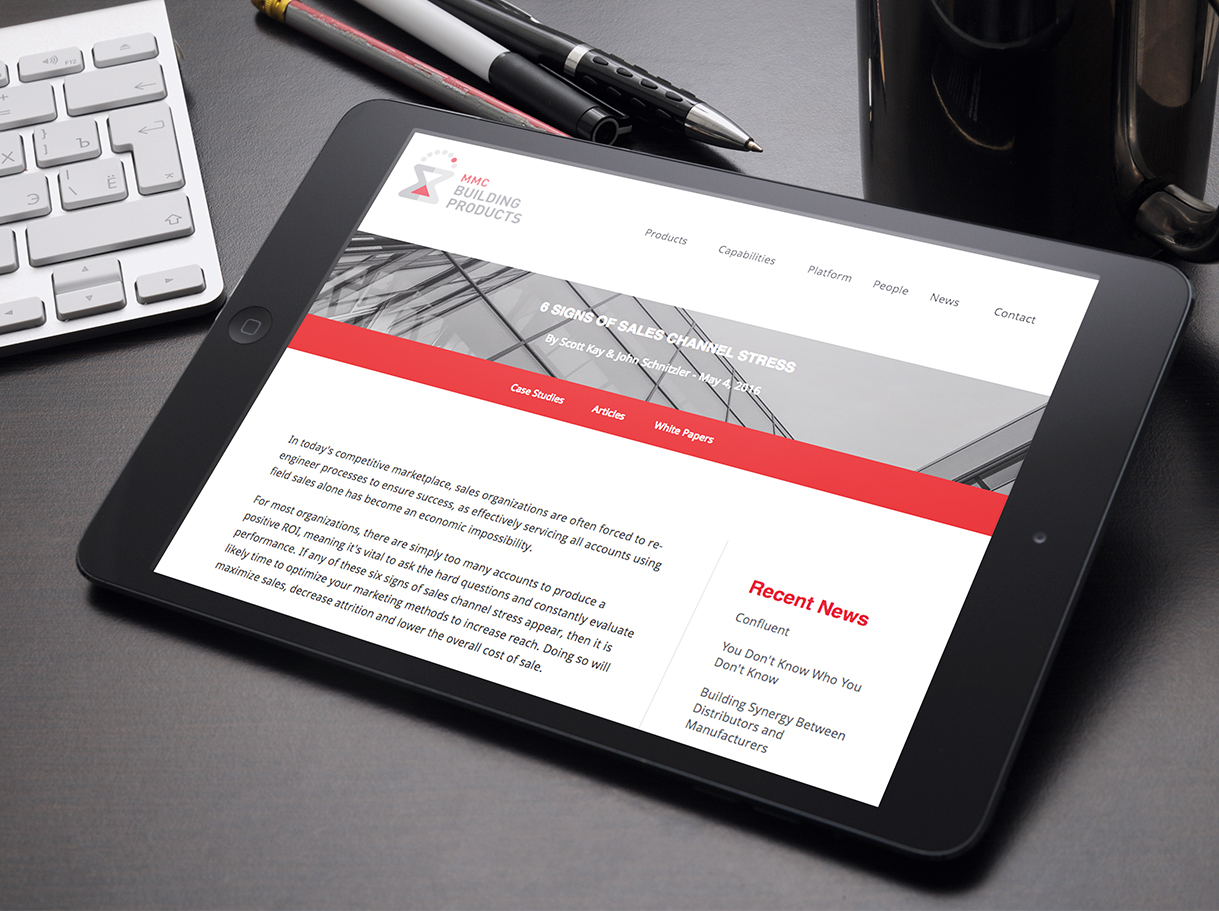 F12
Ъ
Э
Ё
X
MMC
BUILDING
PRODUCTS
Products
Capabilities
Platform
People
News
Contact
6 SIGNS OF SALES CHANNEL STRESS
By Scott Kay & John Schnitzler - May 4, 2016
Case Studies
Articles
White Papers
In today's competitive marketplace, sales organizations are often forced to re-
engineer processes to ensure success, as effectively servicing all accounts using
field sales alone has become an economic impossibility.
For most organizations, there are simply too many accounts to produce a
positive ROI, meaning it's vital to ask the hard questions and constantly evaluate
performance. If any of these six signs of sales channel stress appear, then it is
likely time to optimize your marketing methods to increase reach. Doing so will
maximize sales, decrease attrition and lower the overall cost of sale.
Recent News
Confluent
You Don't Know Who You
Don't Know
Building Synergy Between
Distributors and
Manufacturers